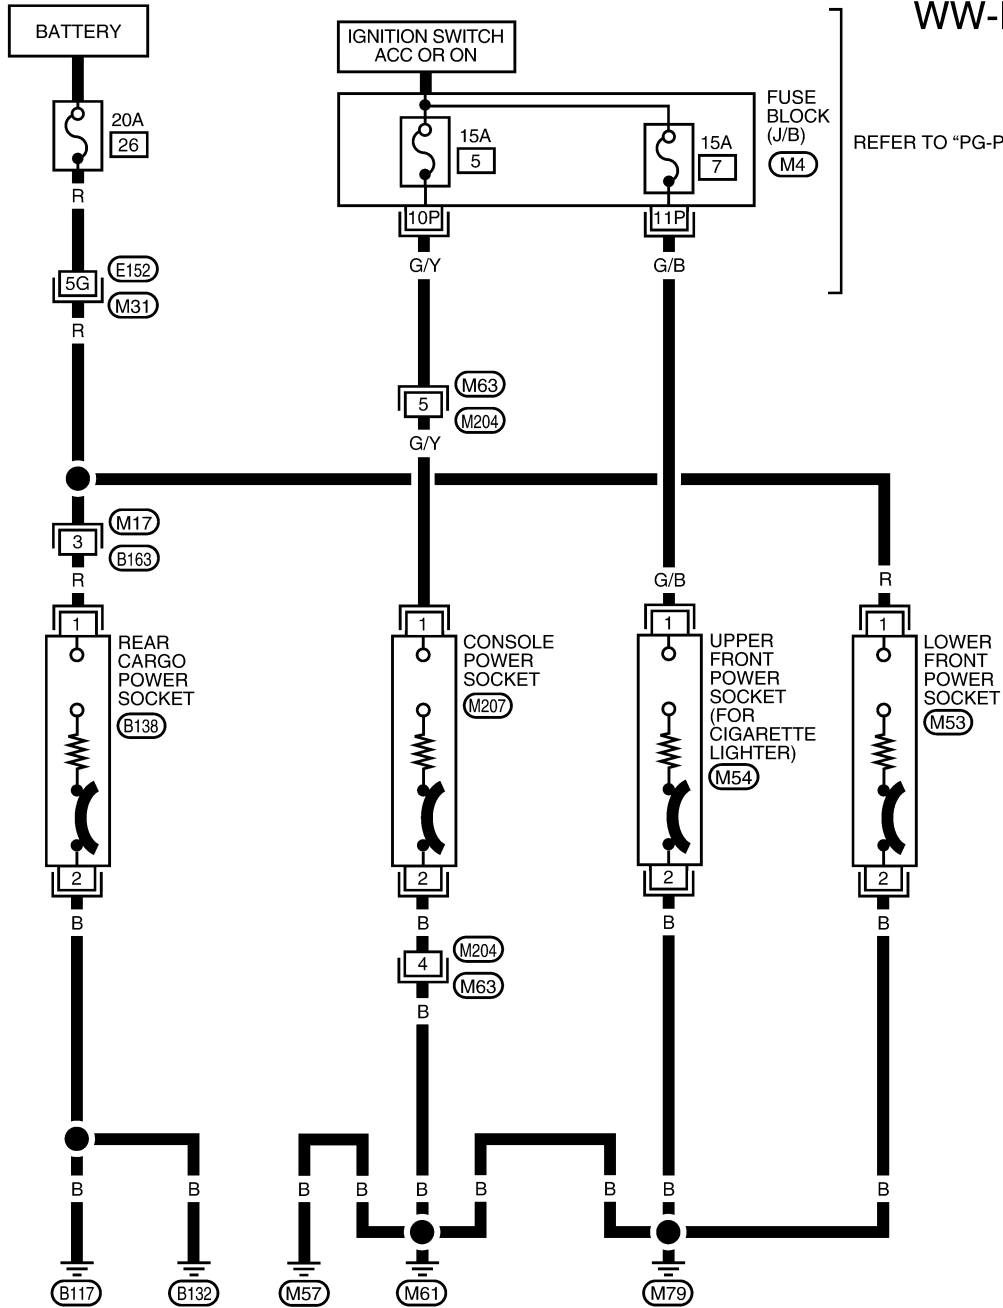 WW-
BATTERY
IGNITION SWITCH
ACC OR ON
20A
26
15A
5
15A
7
FUSE
BLOCK
(J/B)
M4
REFER TO “PG-P
R
10P
11P
G/Y
G/B
5G
E152
M31
R
5
M63
M204
G/Y
3
M17
B163
R
G/B
R
1
REAR
CARGO
POWER
SOCKET
B138
1
CONSOLE
POWER
SOCKET
M207
1
UPPER
FRONT
POWER
SOCKET
(FOR
CIGARETTE
LIGHTER)
M54
1
LOWER
FRONT
POWER
SOCKET
M53
2
2
2
2
B
B
B
B
4
M204
M63
B
B
B
B
B
B
B
B
B
B
B117
B132
M57
M61
M79